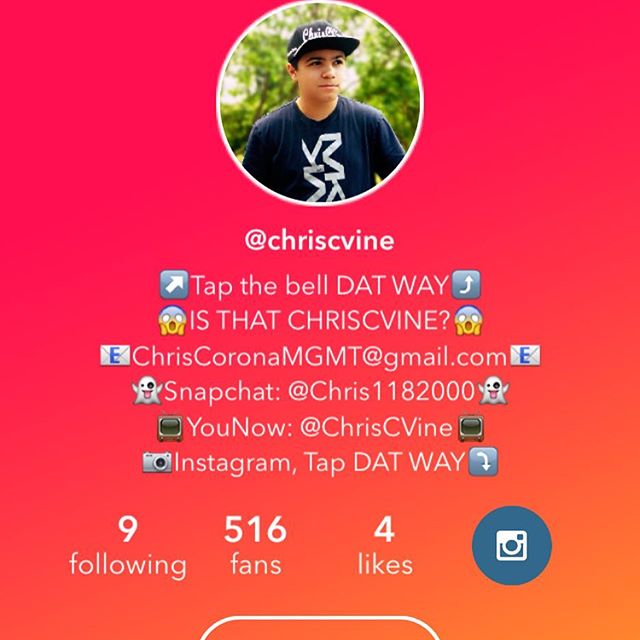 @chriscvine
↗️Tap the bell DAT WAY⤴️
😱IS THAT CHRISCVINE?😱
📧ChrisCoronaMGMT@gmail.com📧
👻Snapchat: @Chris1182000👻
📺YouNow: @ChrisCVine📺
📷Instagram, Tap DAT WAY⤵️
9 516 4
following fans likes